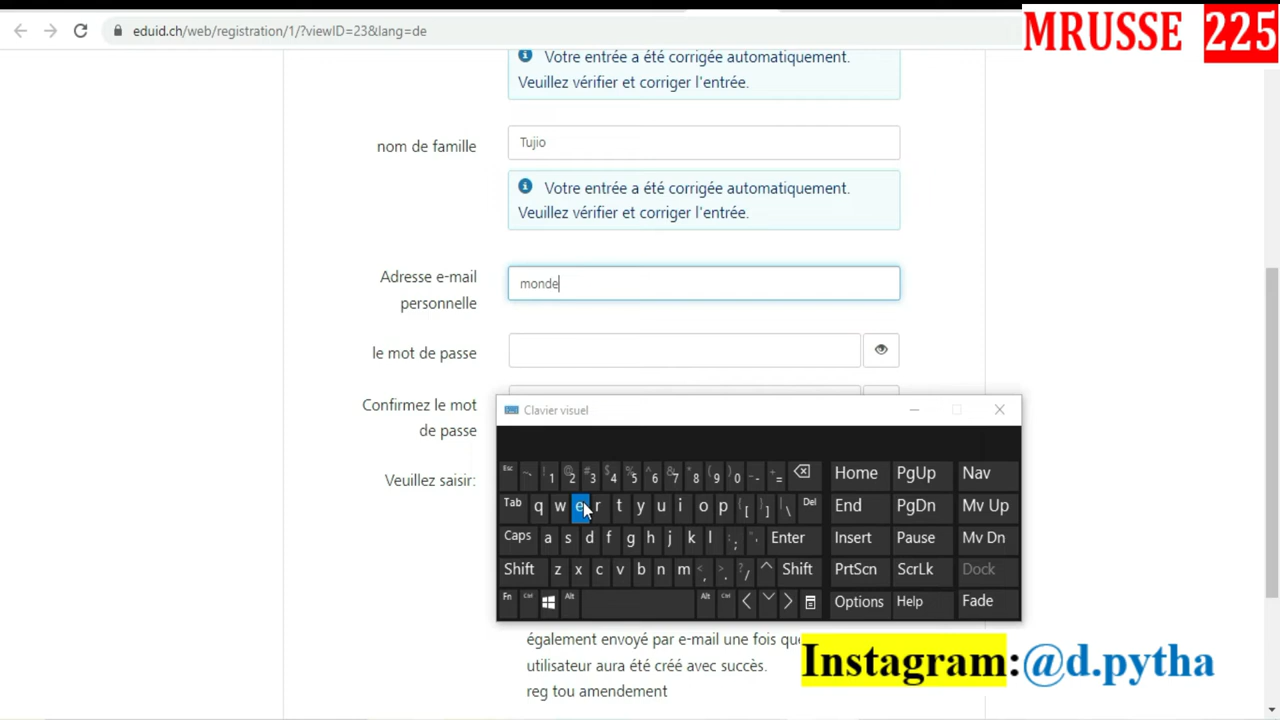 MRUSSE 225
eduid.ch/web/registration/1/?viewID=23&lang=de
Votre entrée a été corrigée automatiquement.
Veuillez vérifier et corriger l'entrée.
nom de famille
Tujio
Votre entrée a été corrigée automatiquement.
Veuillez vérifier et corriger l'entrée.
Adresse e-mail
personnelle
monde
le mot de passe
Confirmez le mot
de passe
Veuillez saisir:
Clavier visuel
Esc ~ ` ! 1 @ 2 # 3 $ 4 % 5 ^ 6 & 7 * 8 ( 9 ) 0 _ - + = Home PgUp Nav
Tab q w e r t y u i o p { [ } ] | \ Del End PgDn Mv Up
Caps a s d f g h j k l : ; " ' Enter Insert Pause Mv Dn
Shift z x c v b n m < , > . ? / ^ Shift PrtScn ScrLk Dock
Fn Ctrl Alt Alt Ctrl Options Help Fade
également envoyé par e-mail une fois que
utilisateur aura été créé avec succès.
reg tou amendement
Instagram:@d.pytha